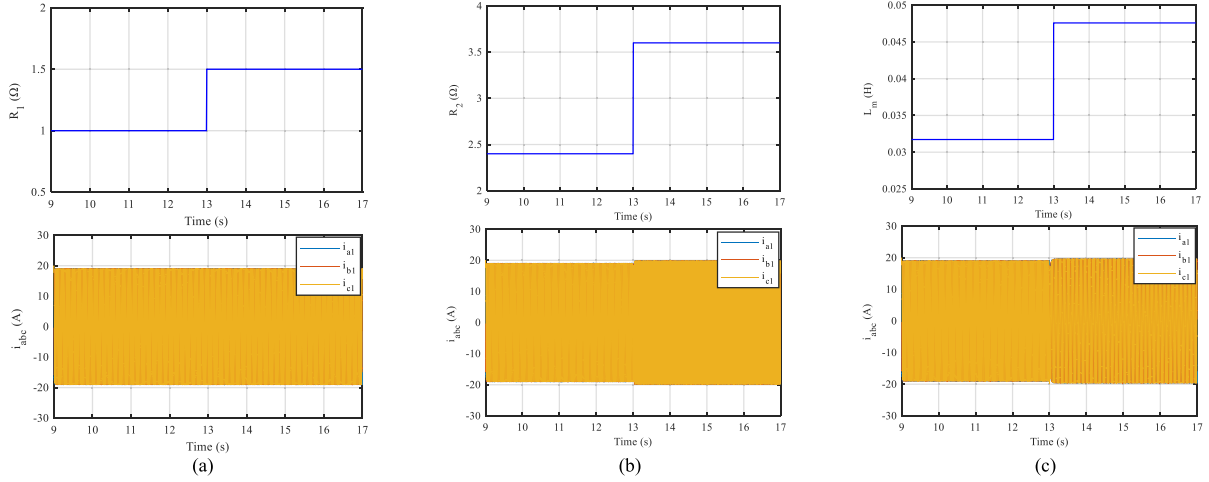 2
1.5
1
0.5
R1 (Ω)
9 10 11 12 13 14 15 16 17
Time (s)
30
20
10
0
-10
-20
-30
iabc (A)
ia1
ib1
ic1
9 10 11 12 13 14 15 16 17
Time (s)
(a)
4
3.5
3
2.5
2
R2 (Ω)
9 10 11 12 13 14 15 16 17
Time (s)
30
20
10
0
-10
-20
-30
iabc (A)
ia1
ib1
ic1
9 10 11 12 13 14 15 16 17
Time (s)
(b)
0.05
0.045
0.04
0.035
0.03
0.025
Lm (H)
9 10 11 12 13 14 15 16 17
Time (s)
30
20
10
0
-10
-20
-30
iabc (A)
ia1
ib1
ic1
9 10 11 12 13 14 15 16 17
Time (s)
(c)